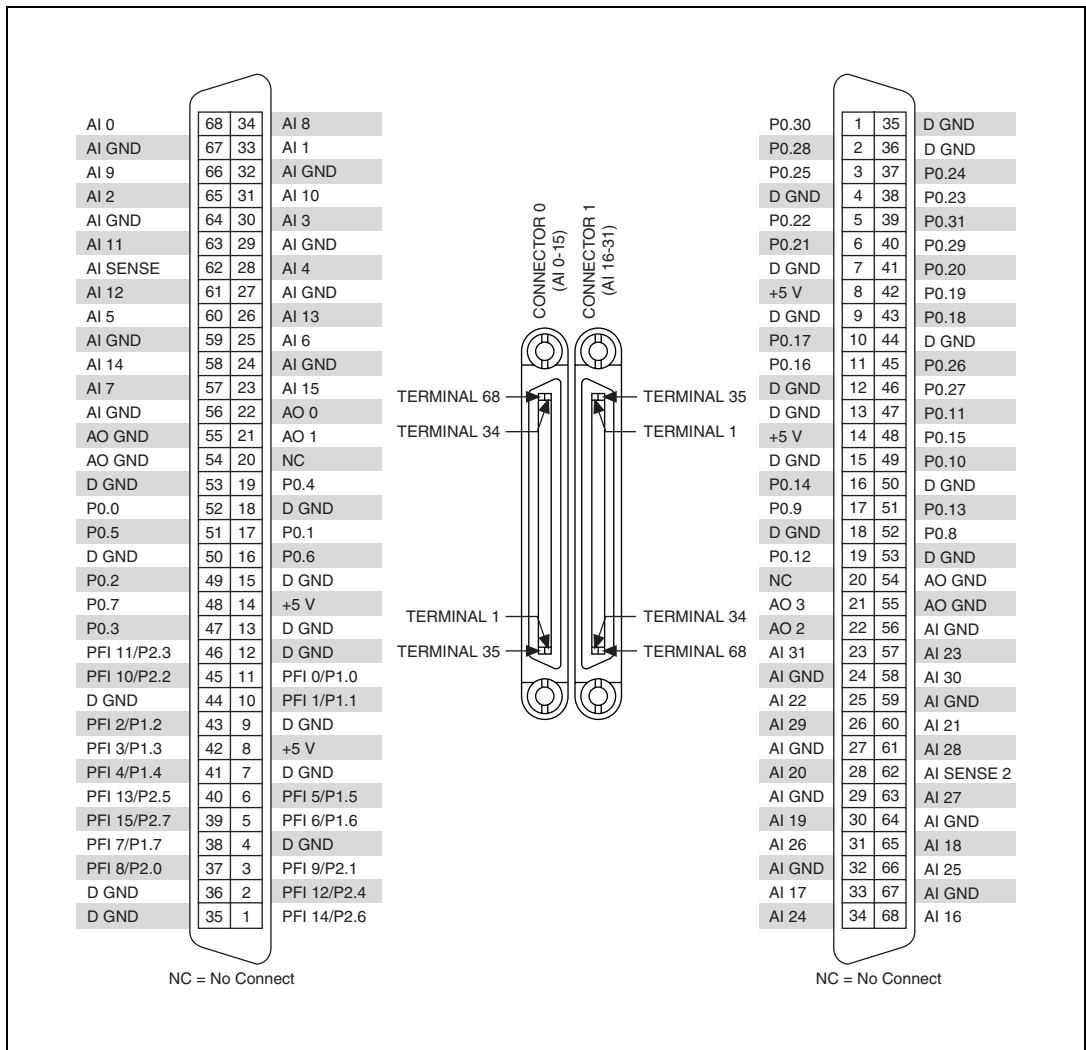 AI 0 68 34 AI 8
AI GND 67 33 AI 1
AI 9 66 32 AI GND
AI 2 65 31 AI 10
AI GND 64 30 AI 3
AI 11 63 29 AI GND
AI SENSE 62 28 AI 4
AI 12 61 27 AI GND
AI 5 60 26 AI 13
AI GND 59 25 AI 6
AI 14 58 24 AI GND
AI 7 57 23 AI 15
AI GND 56 22 AO 0
AO GND 55 21 AO 1
AO GND 54 20 NC
D GND 53 19 P0.4
P0.0 52 18 D GND
P0.5 51 17 P0.1
D GND 50 16 P0.6
P0.2 49 15 D GND
P0.7 48 14 +5 V
P0.3 47 13 D GND
PFI 11/P2.3 46 12 D GND
PFI 10/P2.2 45 11 PFI 0/P1.0
D GND 44 10 PFI 1/P1.1
PFI 2/P1.2 43 9 D GND
PFI 3/P1.3 42 8 +5 V
PFI 4/P1.4 41 7 D GND
PFI 13/P2.5 40 6 PFI 5/P1.5
PFI 15/P2.7 39 5 PFI 6/P1.6
PFI 7/P1.7 38 4 D GND
PFI 8/P2.0 37 3 PFI 9/P2.1
D GND 36 2 PFI 12/P2.4
D GND 35 1 PFI 14/P2.6
NC = No Connect
CONNECTOR 0
(AI 0-15)
CONNECTOR 1
(AI 16-31)
TERMINAL 68
TERMINAL 35
TERMINAL 34
TERMINAL 1
TERMINAL 1
TERMINAL 34
TERMINAL 35
TERMINAL 68
P0.30 1 35 D GND
P0.28 2 36 D GND
P0.25 3 37 P0.24
D GND 4 38 P0.23
P0.22 5 39 P0.31
P0.21 6 40 P0.29
D GND 7 41 P0.20
+5 V 8 42 P0.19
D GND 9 43 P0.18
P0.17 10 44 D GND
P0.16 11 45 P0.26
D GND 12 46 P0.27
D GND 13 47 P0.11
+5 V 14 48 P0.15
D GND 15 49 P0.10
P0.14 16 50 D GND
P0.9 17 51 P0.13
D GND 18 52 P0.8
P0.12 19 53 D GND
NC 20 54 AO GND
AO 3 21 55 AO GND
AO 2 22 56 AI GND
AI 31 23 57 AI 23
AI GND 24 58 AI 30
AI 22 25 59 AI GND
AI 29 26 60 AI 21
AI GND 27 61 AI 28
AI 20 28 62 AI SENSE 2
AI GND 29 63 AI 27
AI 19 30 64 AI GND
AI 26 31 65 AI 18
AI GND 32 66 AI 25
AI 17 33 67 AI GND
AI 24 34 68 AI 16
NC = No Connect